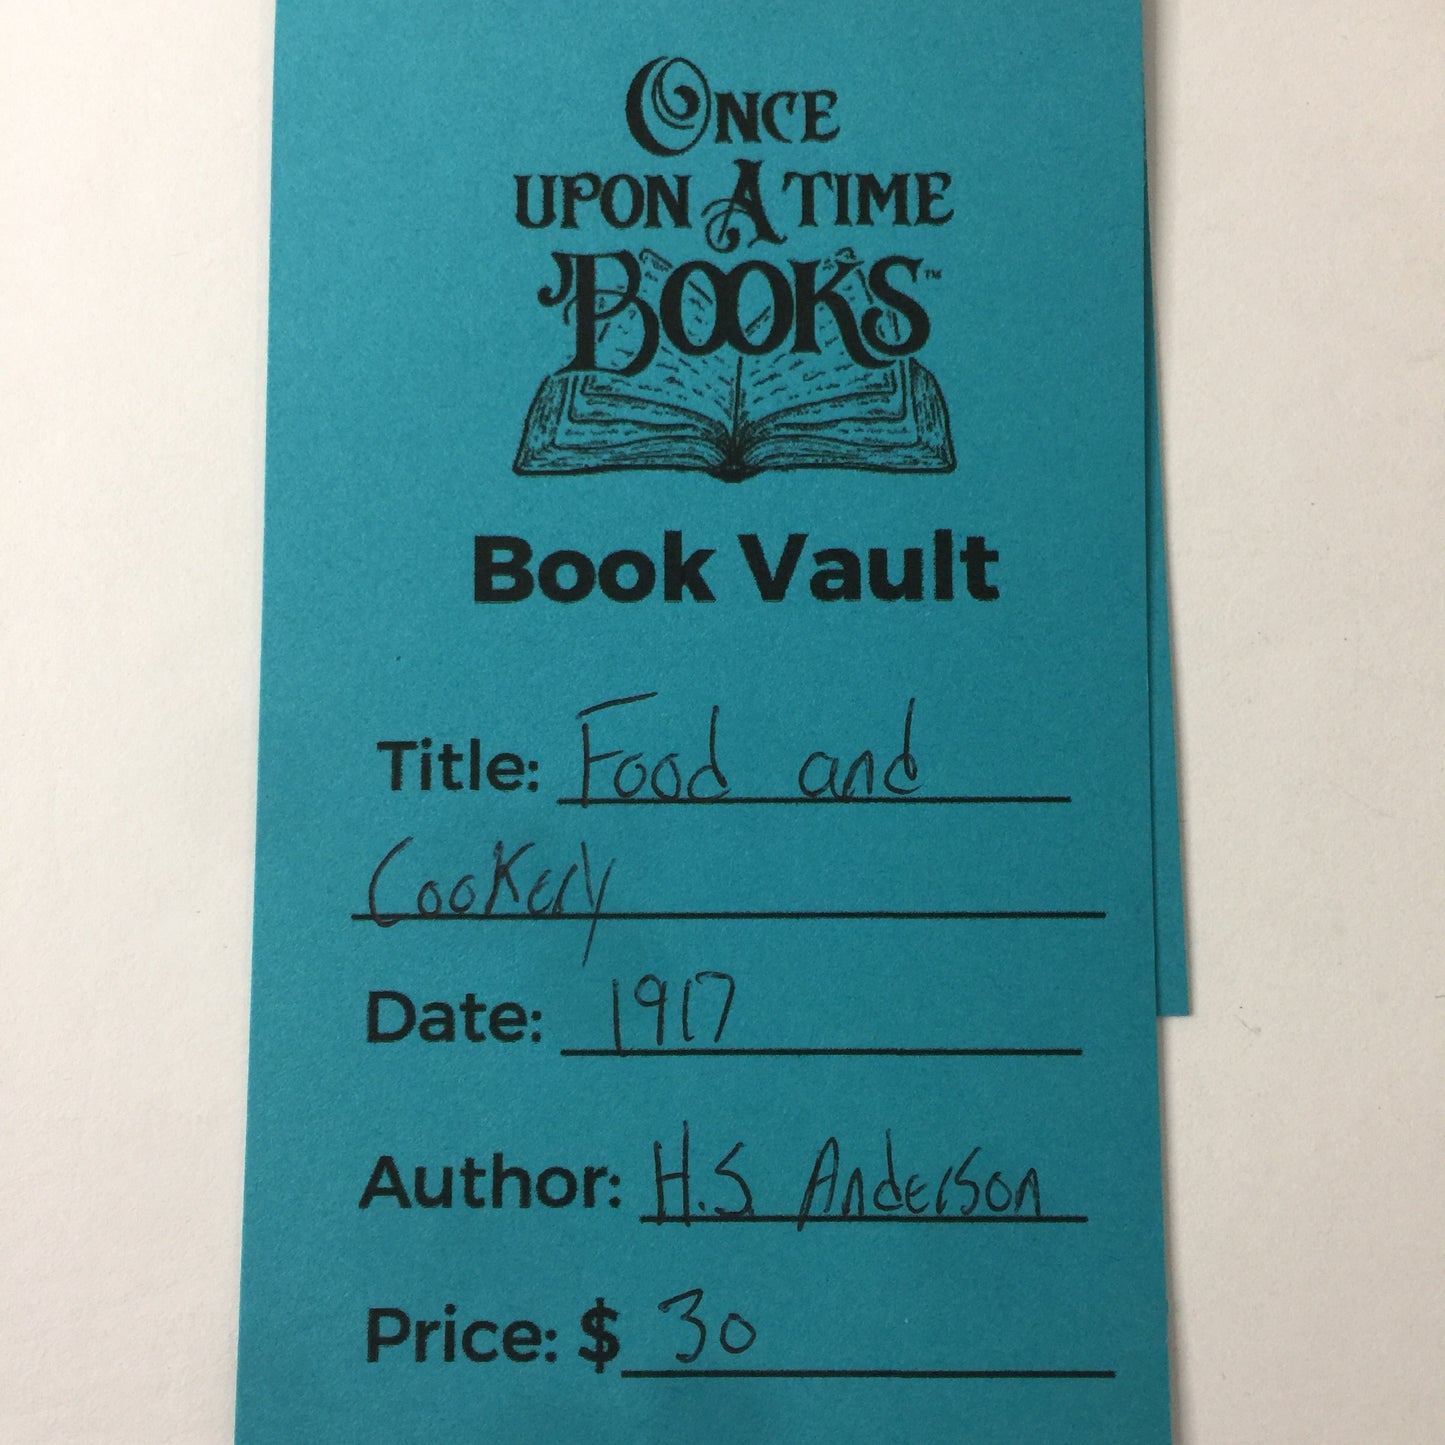 ONCE
UPON A TIME
BOOKS™
Book Vault
Title: Food and
Cookery
Date: 1917
Author: H.S. Anderson
Price: $ 30